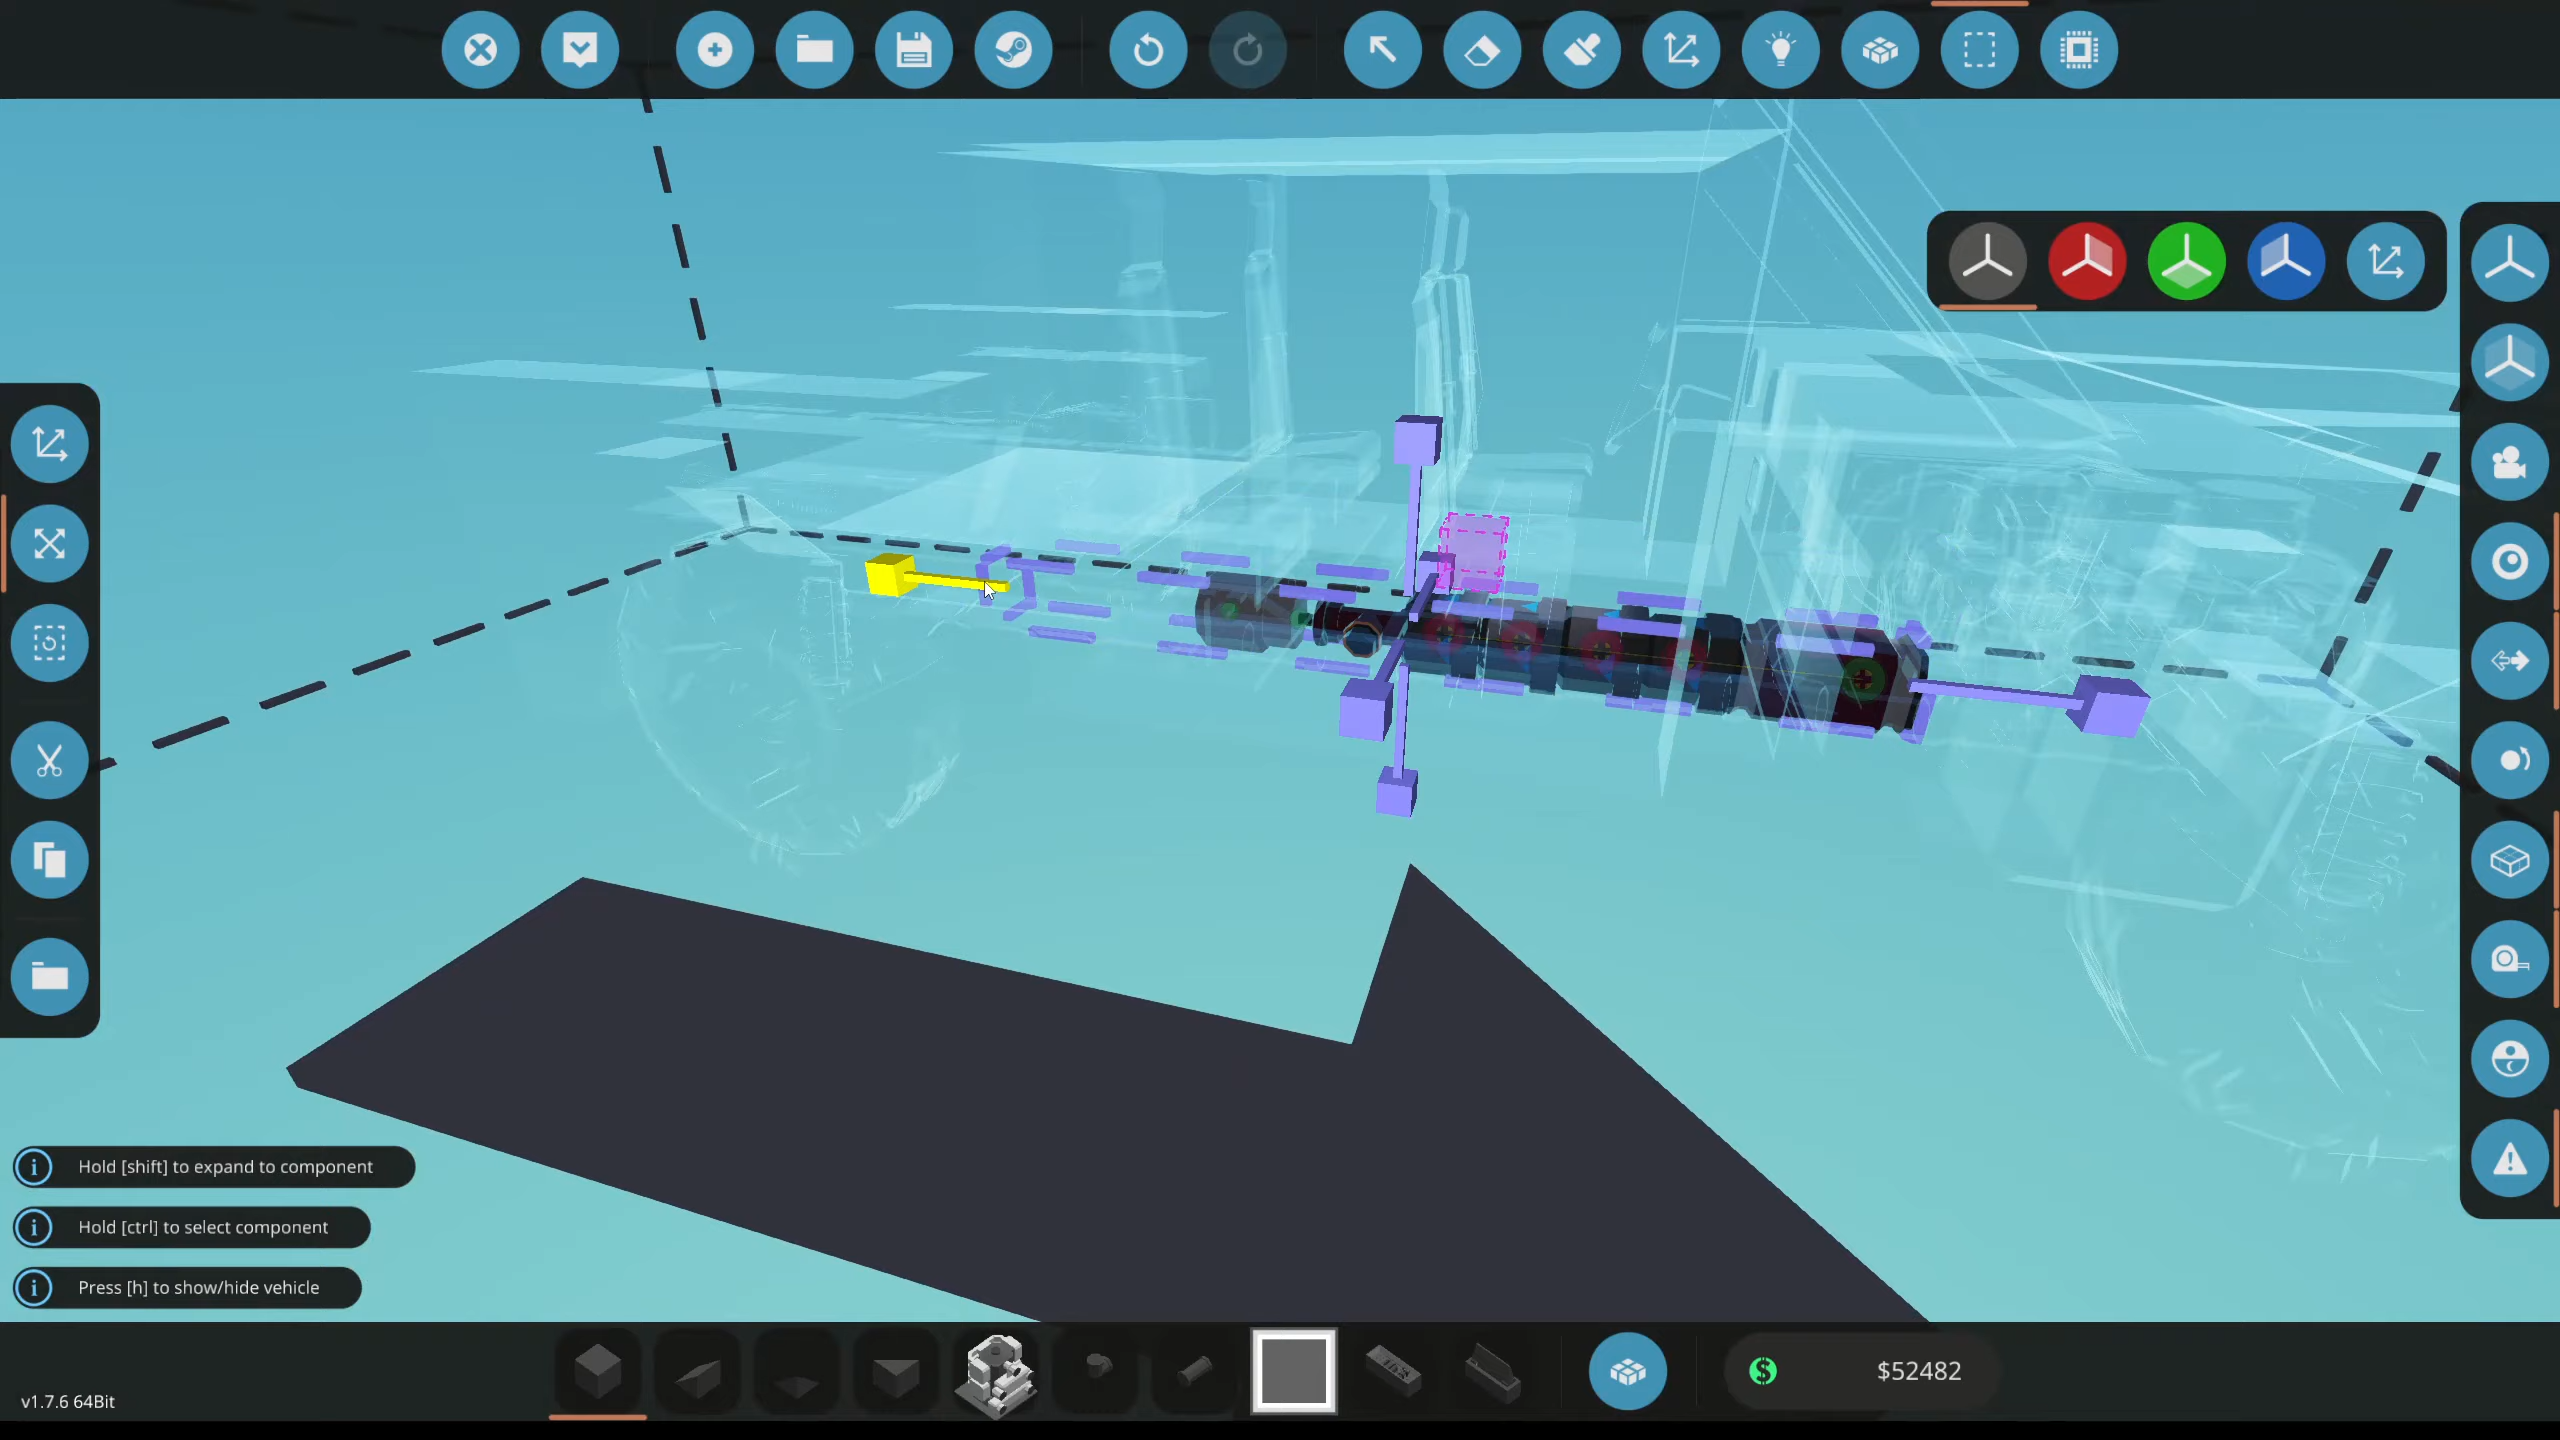 Hold [shift] to expand to component
Hold [ctrl] to select component
Press [h] to show/hide vehicle
$52482
v1.7.6 64Bit